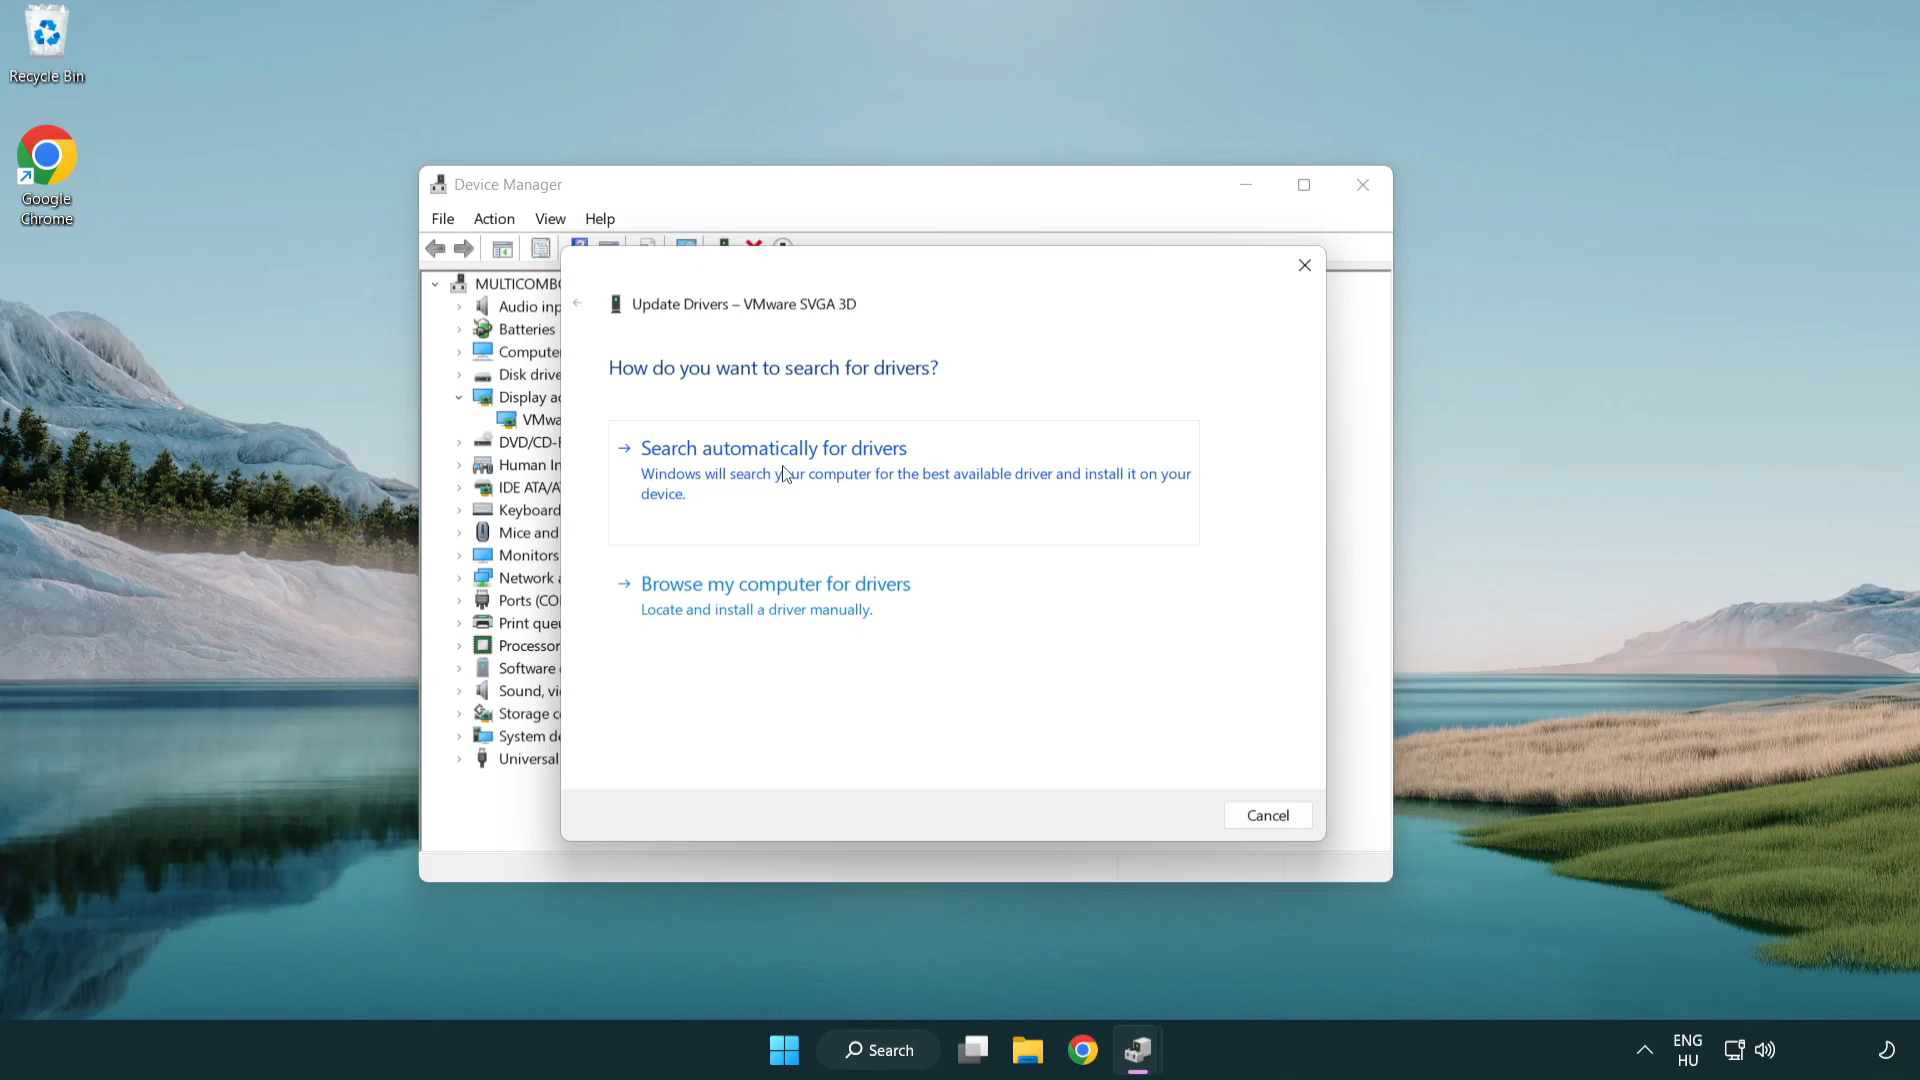 Recycle Bin
Google
Chrome
Device Manager
File Action View Help
MULTICOMBO
Audio inp
Batteries
Compute
Disk drive
Display a
VMwa
DVD/CD-
Human In
IDE ATA/A
Keyboard
Mice and
Monitors
Network a
Ports (CO
Print que
Processor
Software
Sound, vi
Storage c
System de
Universal
Update Drivers – VMware SVGA 3D
How do you want to search for drivers?
Search automatically for drivers
Windows will search your computer for the best available driver and install it on your
device.
Browse my computer for drivers
Locate and install a driver manually.
Cancel
Search
ENG
HU